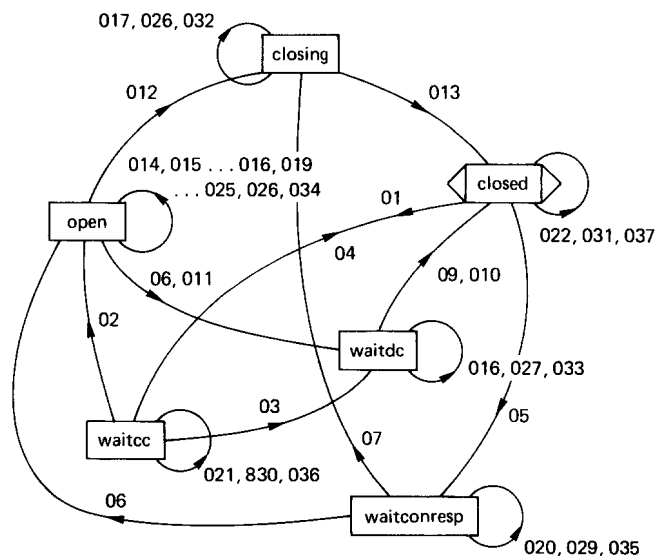 017, 026, 032
closing
012
013
014, 015 ... 016, 019
... 025, 026, 034
closed
open
01
022, 031, 037
04
06, 011
09, 010
02
waitdc
016, 027, 033
03
05
waitcc
07
021, 830, 036
06
waitconresp
020, 029, 035